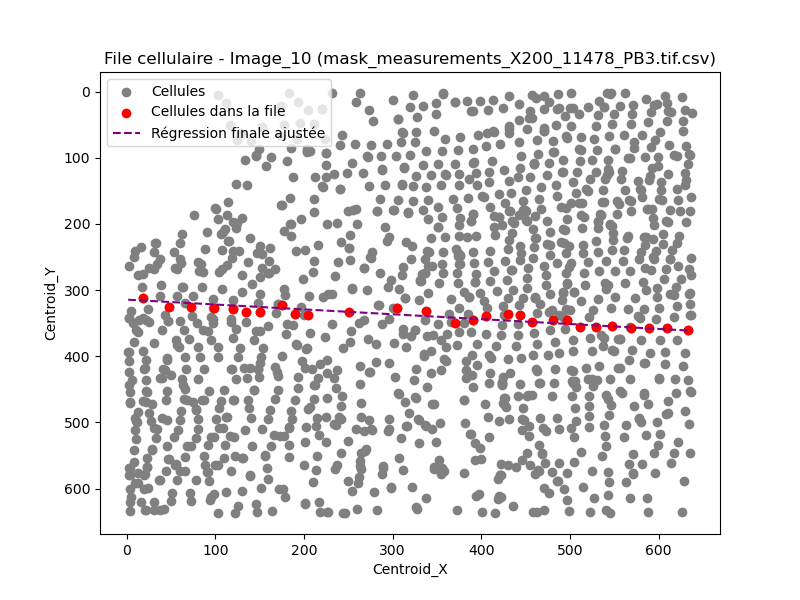 File cellulaire - Image_10 (mask_measurements_X200_11478_PB3.tif.csv)
Cellules
Cellules dans la file
Régression finale ajustée
Centroid_Y
0
100
200
300
400
500
600
0 100 200 300 400 500 600
Centroid_X